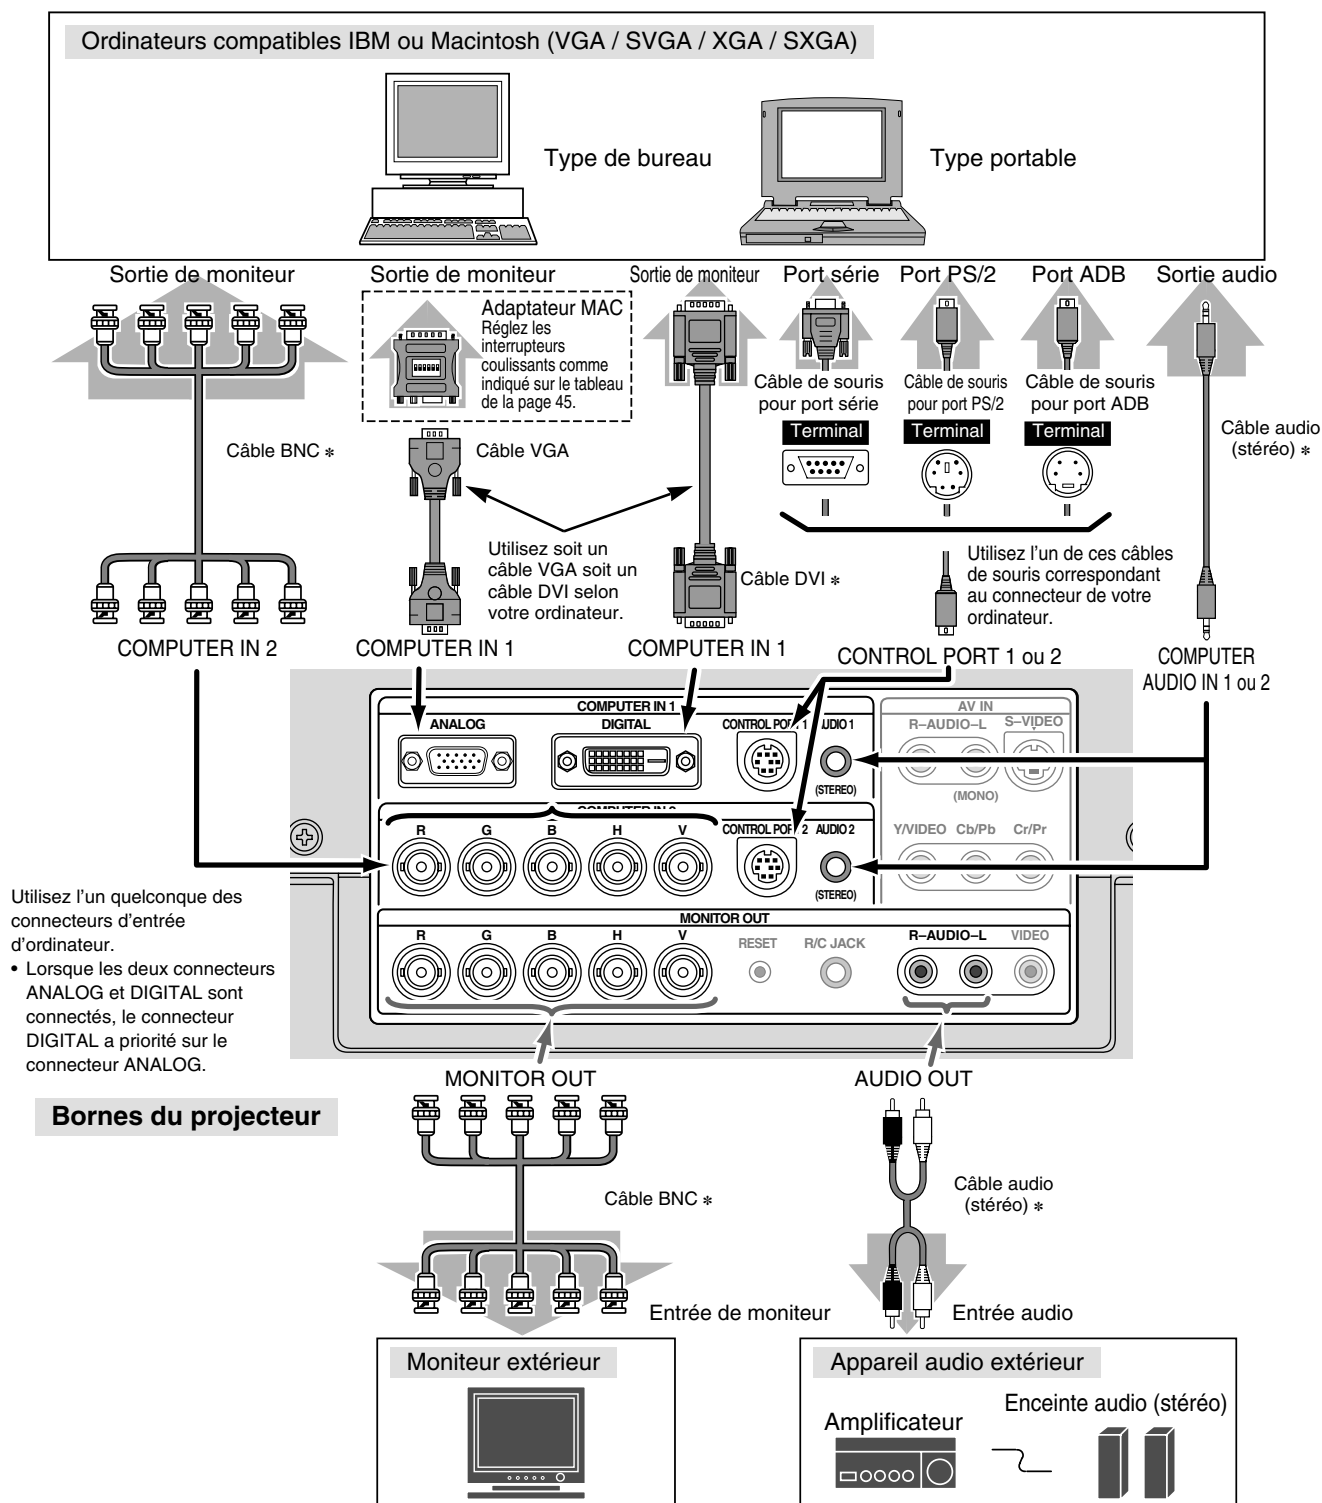 Ordinateurs compatibles IBM ou Macintosh (VGA / SVGA / XGA / SXGA)
Type de bureau
Type portable
Sortie de moniteur
Sortie de moniteur
Sortie de moniteur
Port série
Port PS/2
Port ADB
Sortie audio
Adaptateur MAC
Réglez les
interrupteurs
coulissants comme
indiqué sur le tableau
de la page 45.
Câble de souris
pour port série
Câble de souris
pour port PS/2
Câble de souris
pour port ADB
Terminal
Terminal
Terminal
Câble BNC *
Câble VGA
Câble audio
(stéréo) *
Utilisez soit un
câble VGA soit un
câble DVI selon
votre ordinateur.
Câble DVI *
Utilisez l'un de ces câbles
de souris correspondant
au connecteur de votre
ordinateur.
COMPUTER IN 2
COMPUTER IN 1
COMPUTER IN 1
CONTROL PORT 1 ou 2
COMPUTER
AUDIO IN 1 ou 2
COMPUTER IN 1
ANALOG
DIGITAL
CONTROL PORT 1
AUDIO 1
(STEREO)
AV IN
R–AUDIO–L
S–VIDEO
(MONO)
COMPUTER IN 2
R
G
B
H
V
CONTROL PORT 2
AUDIO 2
(STEREO)
Y/VIDEO
Cb/Pb
Cr/Pr
MONITOR OUT
R
G
B
H
V
RESET
R/C JACK
R–AUDIO–L
VIDEO
Utilisez l'un quelconque des
connecteurs d'entrée
d'ordinateur.
• Lorsque les deux connecteurs
ANALOG et DIGITAL sont
connectés, le connecteur
DIGITAL a priorité sur le
connecteur ANALOG.
Bornes du projecteur
MONITOR OUT
AUDIO OUT
Câble BNC *
Câble audio
(stéréo) *
Entrée de moniteur
Entrée audio
Moniteur extérieur
Appareil audio extérieur
Amplificateur
Enceinte audio (stéréo)